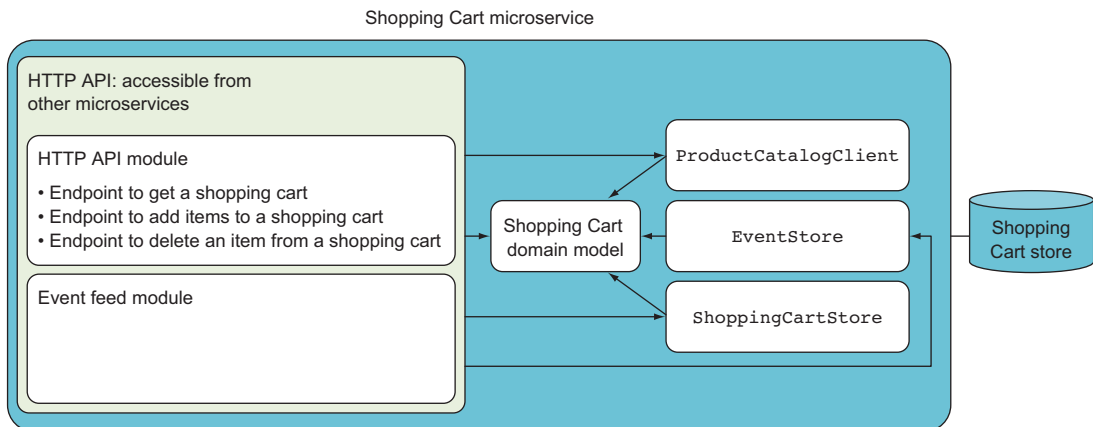 Shopping Cart microservice
HTTP API: accessible from
other microservices
HTTP API module
• Endpoint to get a shopping cart
• Endpoint to add items to a shopping cart
• Endpoint to delete an item from a shopping cart
Event feed module
Shopping Cart
domain model
ProductCatalogClient
EventStore
ShoppingCartStore
Shopping
Cart store